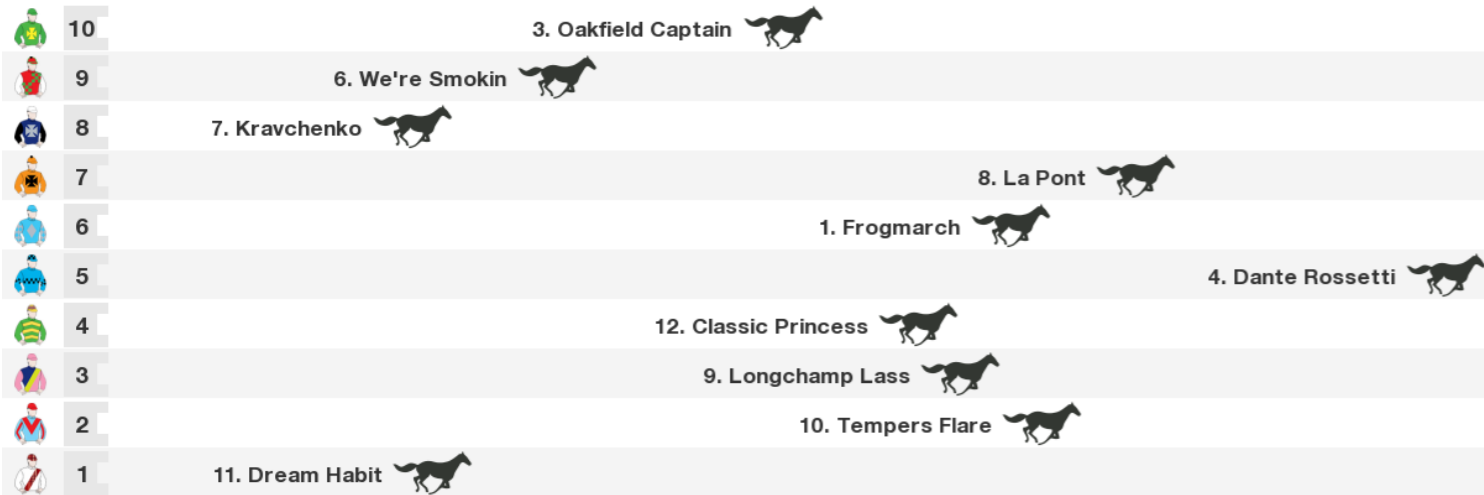 10 3. Oakfield Captain
9 6. We're Smokin
8 7. Kravchenko
7 8. La Pont
6 1. Frogmarch
5 4. Dante Rossetti
4 12. Classic Princess
3 9. Longchamp Lass
2 10. Tempers Flare
1 11. Dream Habit